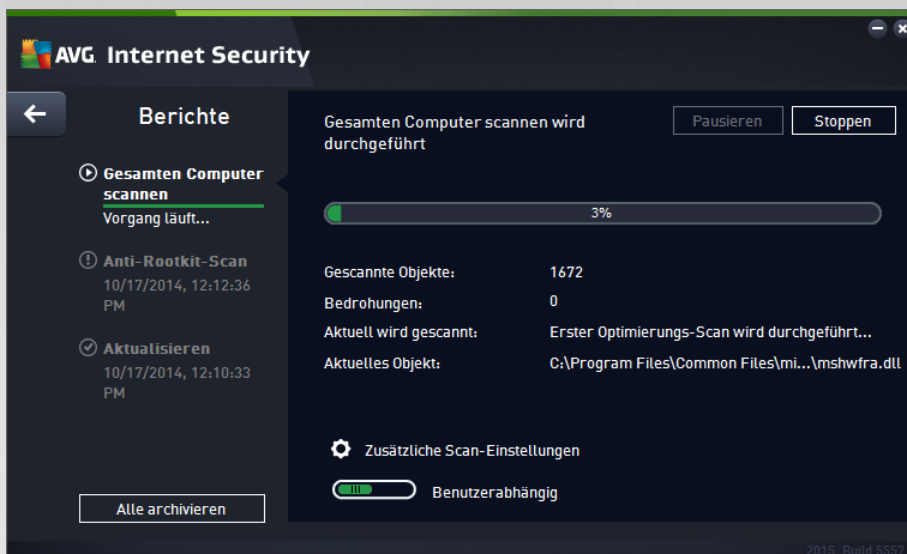 AVG Internet Security
Berichte
Gesamten Computer
scannen
Vorgang läuft...
Anti-Rootkit-Scan
10/17/2014, 12:12:36
PM
Aktualisieren
10/17/2014, 12:10:33
PM
Alle archivieren
Gesamten Computer scannen wird
durchgeführt
Pausieren
Stoppen
3%
Gescannte Objekte: 1672
Bedrohungen: 0
Aktuell wird gescannt: Erster Optimierungs-Scan wird durchgeführt...
Aktuelles Objekt: C:\Program Files\Common Files\mi...\mshwfra.dll
Zusätzliche Scan-Einstellungen
Benutzerabhängig
2015 Build 5557